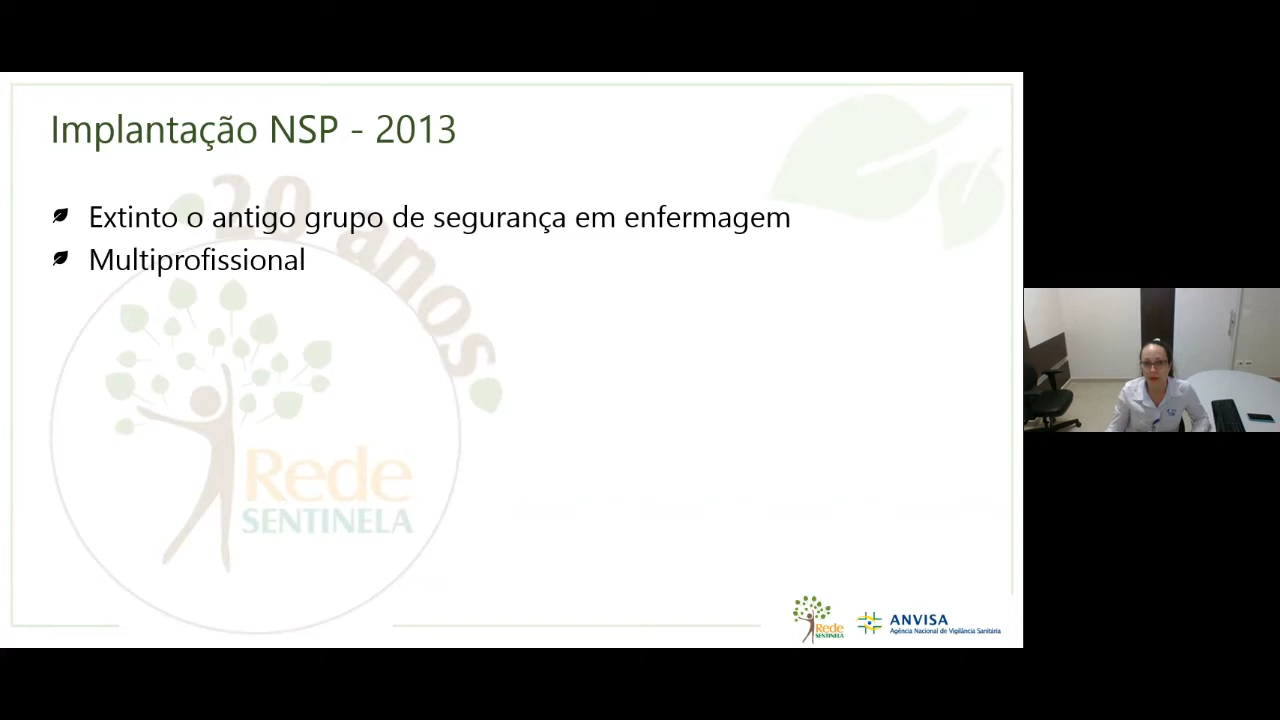 Implantação NSP - 2013
Extinto o antigo grupo de segurança em enfermagem
Multiprofissional
20 anos
Rede
SENTINELA
Rede
SENTINELA
ANVISA
Agência Nacional de Vigilância Sanitária